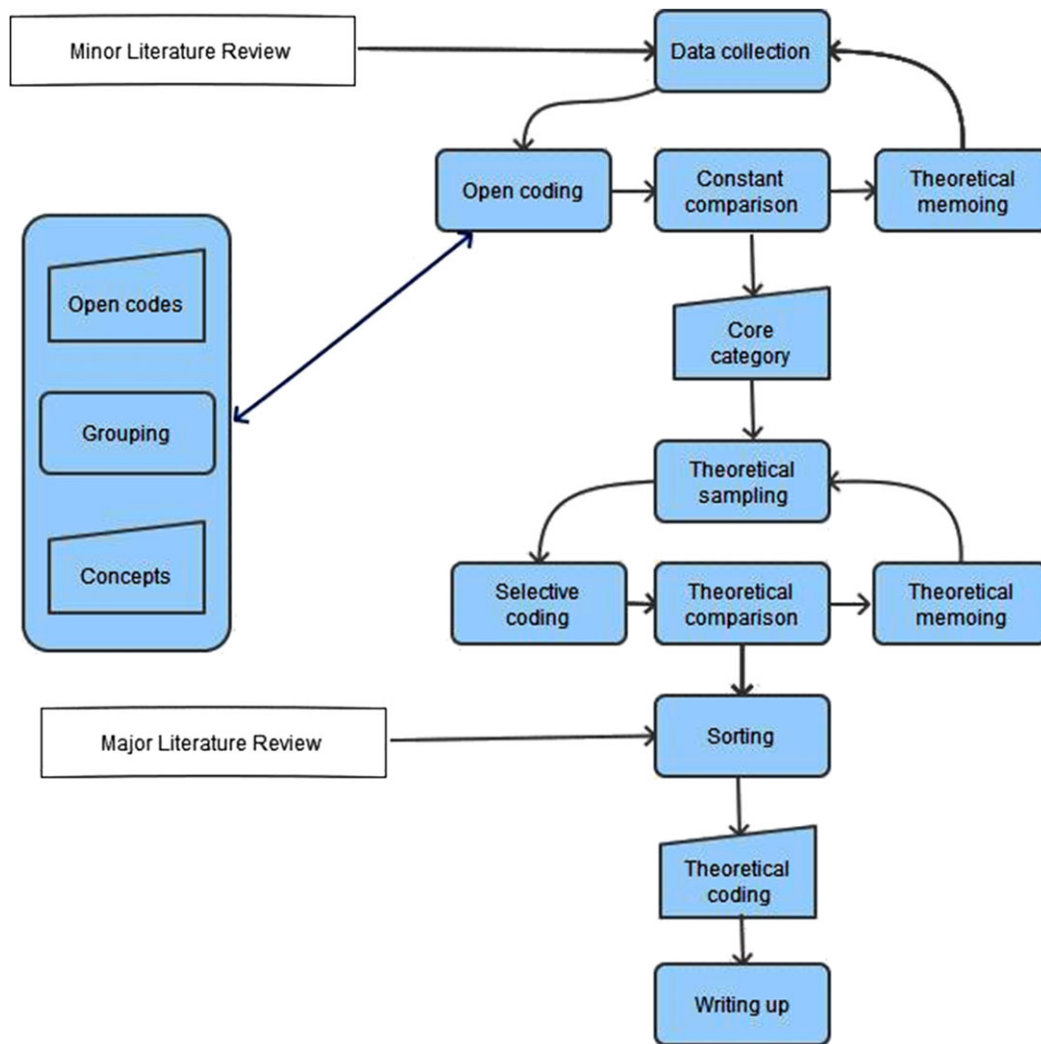 Minor Literature Review
Data collection
Open coding
Constant
comparison
Theoretical
memoing
Open codes
Core
category
Grouping
Theoretical
sampling
Concepts
Selective
coding
Theoretical
comparison
Theoretical
memoing
Major Literature Review
Sorting
Theoretical
coding
Writing up